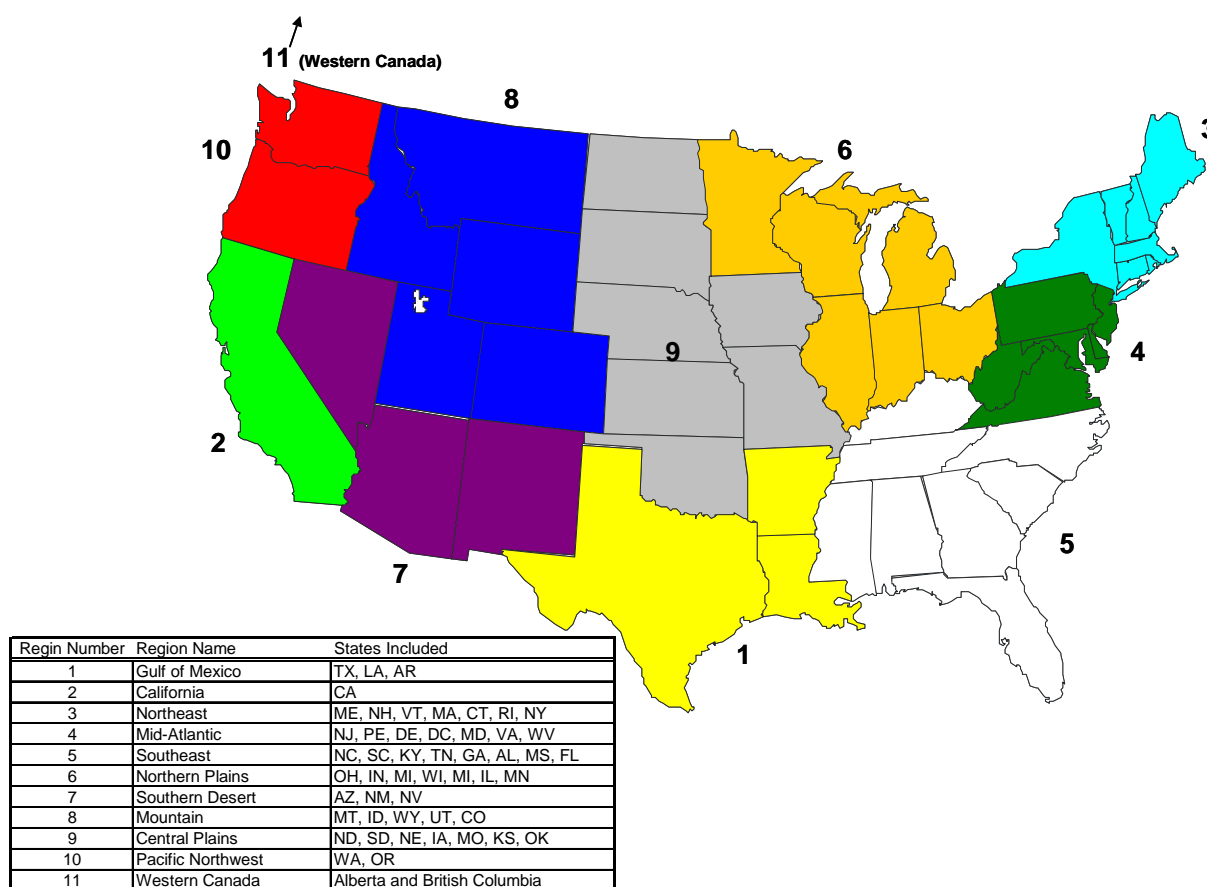 11 (Western Canada)
8
3
10
6
4
9
2
5
7
1
Regin Number Region Name States Included
1 Gulf of Mexico TX, LA, AR
2 California CA
3 Northeast ME, NH, VT, MA, CT, RI, NY
4 Mid-Atlantic NJ, PE, DE, DC, MD, VA, WV
5 Southeast NC, SC, KY, TN, GA, AL, MS, FL
6 Northern Plains OH, IN, MI, WI, MI, IL, MN
7 Southern Desert AZ, NM, NV
8 Mountain MT, ID, WY, UT, CO
9 Central Plains ND, SD, NE, IA, MO, KS, OK
10 Pacific Northwest WA, OR
11 Western Canada Alberta and British Columbia